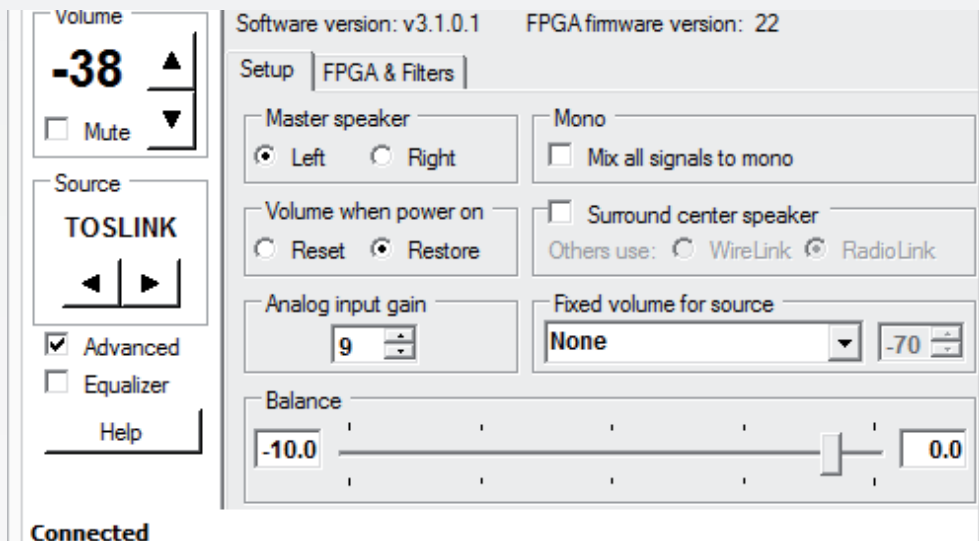 Volume
-38
Mute
Source
TOSLINK
Advanced
Equalizer
Help
Connected
Software version: v3.1.0.1 FPGA firmware version: 22
Setup FPGA & Filters
Master speaker
Left Right
Mono
Mix all signals to mono
Volume when power on
Reset Restore
Surround center speaker
Others use: WireLink RadioLink
Analog input gain
9
Fixed volume for source
None -70
Balance
-10.0 0.0